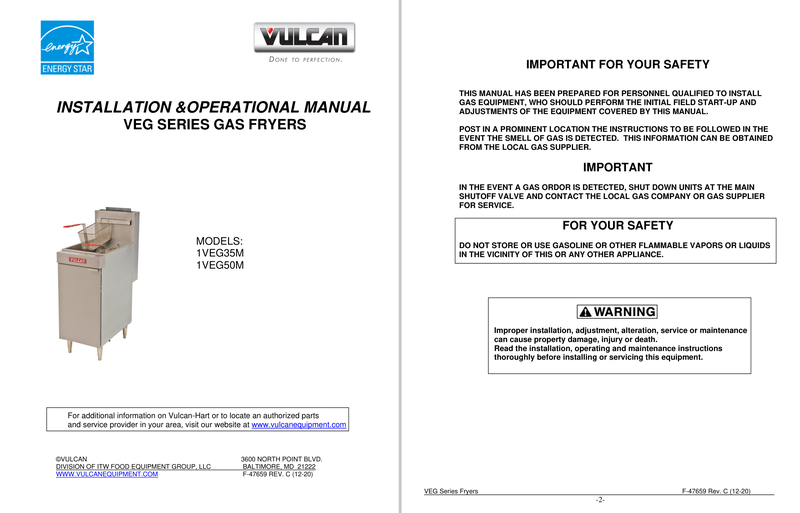 energy
ENERGY STAR
VULCAN
DONE TO PERFECTION.
INSTALLATION &OPERATIONAL MANUAL
VEG SERIES GAS FRYERS
VULCAN
MODELS:
1VEG35M
1VEG50M
For additional information on Vulcan-Hart or to locate an authorized parts
and service provider in your area, visit our website at www.vulcanequipment.com
©VULCAN 3600 NORTH POINT BLVD.
DIVISION OF ITW FOOD EQUIPMENT GROUP, LLC BALTIMORE, MD 21222
WWW.VULCANEQUIPMENT.COM F-47659 REV. C (12-20)
IMPORTANT FOR YOUR SAFETY
THIS MANUAL HAS BEEN PREPARED FOR PERSONNEL QUALIFIED TO INSTALL
GAS EQUIPMENT, WHO SHOULD PERFORM THE INITIAL FIELD START-UP AND
ADJUSTMENTS OF THE EQUIPMENT COVERED BY THIS MANUAL.
POST IN A PROMINENT LOCATION THE INSTRUCTIONS TO BE FOLLOWED IN THE
EVENT THE SMELL OF GAS IS DETECTED. THIS INFORMATION CAN BE OBTAINED
FROM THE LOCAL GAS SUPPLIER.
IMPORTANT
IN THE EVENT A GAS ORDOR IS DETECTED, SHUT DOWN UNITS AT THE MAIN
SHUTOFF VALVE AND CONTACT THE LOCAL GAS COMPANY OR GAS SUPPLIER
FOR SERVICE.
FOR YOUR SAFETY
DO NOT STORE OR USE GASOLINE OR OTHER FLAMMABLE VAPORS OR LIQUIDS
IN THE VICINITY OF THIS OR ANY OTHER APPLIANCE.
WARNING
Improper installation, adjustment, alteration, service or maintenance
can cause property damage, injury or death.
Read the installation, operating and maintenance instructions
thoroughly before installing or servicing this equipment.
VEG Series Fryers F-47659 Rev. C (12-20)
-2-